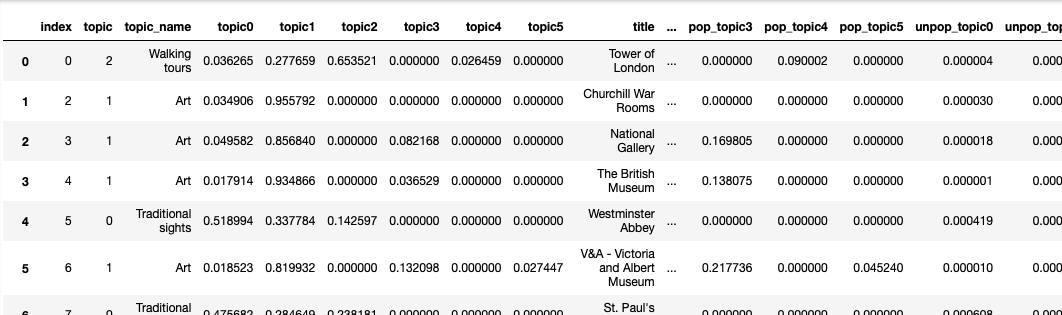 index topic topic_name topic0 topic1 topic2 topic3 topic4 topic5 title ... pop_topic3 pop_topic4 pop_topic5 unpop_topic0 unpop_top
0 0 2 Walking tours 0.036265 0.277659 0.653521 0.000000 0.026459 0.000000 Tower of London ... 0.000000 0.090002 0.000000 0.000004 0.000
1 2 1 Art 0.034906 0.955792 0.000000 0.000000 0.000000 0.000000 Churchill War Rooms ... 0.000000 0.000000 0.000000 0.000030 0.000
2 3 1 Art 0.049582 0.856840 0.000000 0.082168 0.000000 0.000000 National Gallery ... 0.169805 0.000000 0.000000 0.000018 0.000
3 4 1 Art 0.017914 0.934866 0.000000 0.036529 0.000000 0.000000 The British Museum ... 0.138075 0.000000 0.000000 0.000001 0.000
4 5 0 Traditional sights 0.518994 0.337784 0.142597 0.000000 0.000000 0.000000 Westminster Abbey ... 0.000000 0.000000 0.000000 0.000419 0.000
5 6 1 Art 0.018523 0.819932 0.000000 0.132098 0.000000 0.027447 V&A - Victoria and Albert Museum ... 0.217736 0.000000 0.045240 0.000010 0.000
6 7 0 Traditional 0.475682 0.284649 0.238181 0.000000 0.000000 0.000000 St. Paul's ... 0.000000 0.000000 0.000000 0.000608 0.000